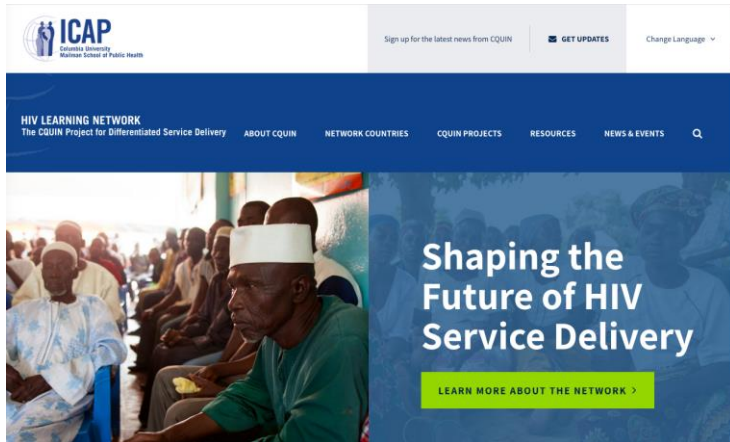 ICAP
Columbia University
Mailman School of Public Health
Sign up for the latest news from CQUIN
GET UPDATES
Change Language
HIV LEARNING NETWORK
The CQUIN Project for Differentiated Service Delivery
ABOUT CQUIN
NETWORK COUNTRIES
CQUIN PROJECTS
RESOURCES
NEWS & EVENTS
Shaping the
Future of HIV
Service Delivery
LEARN MORE ABOUT THE NETWORK >